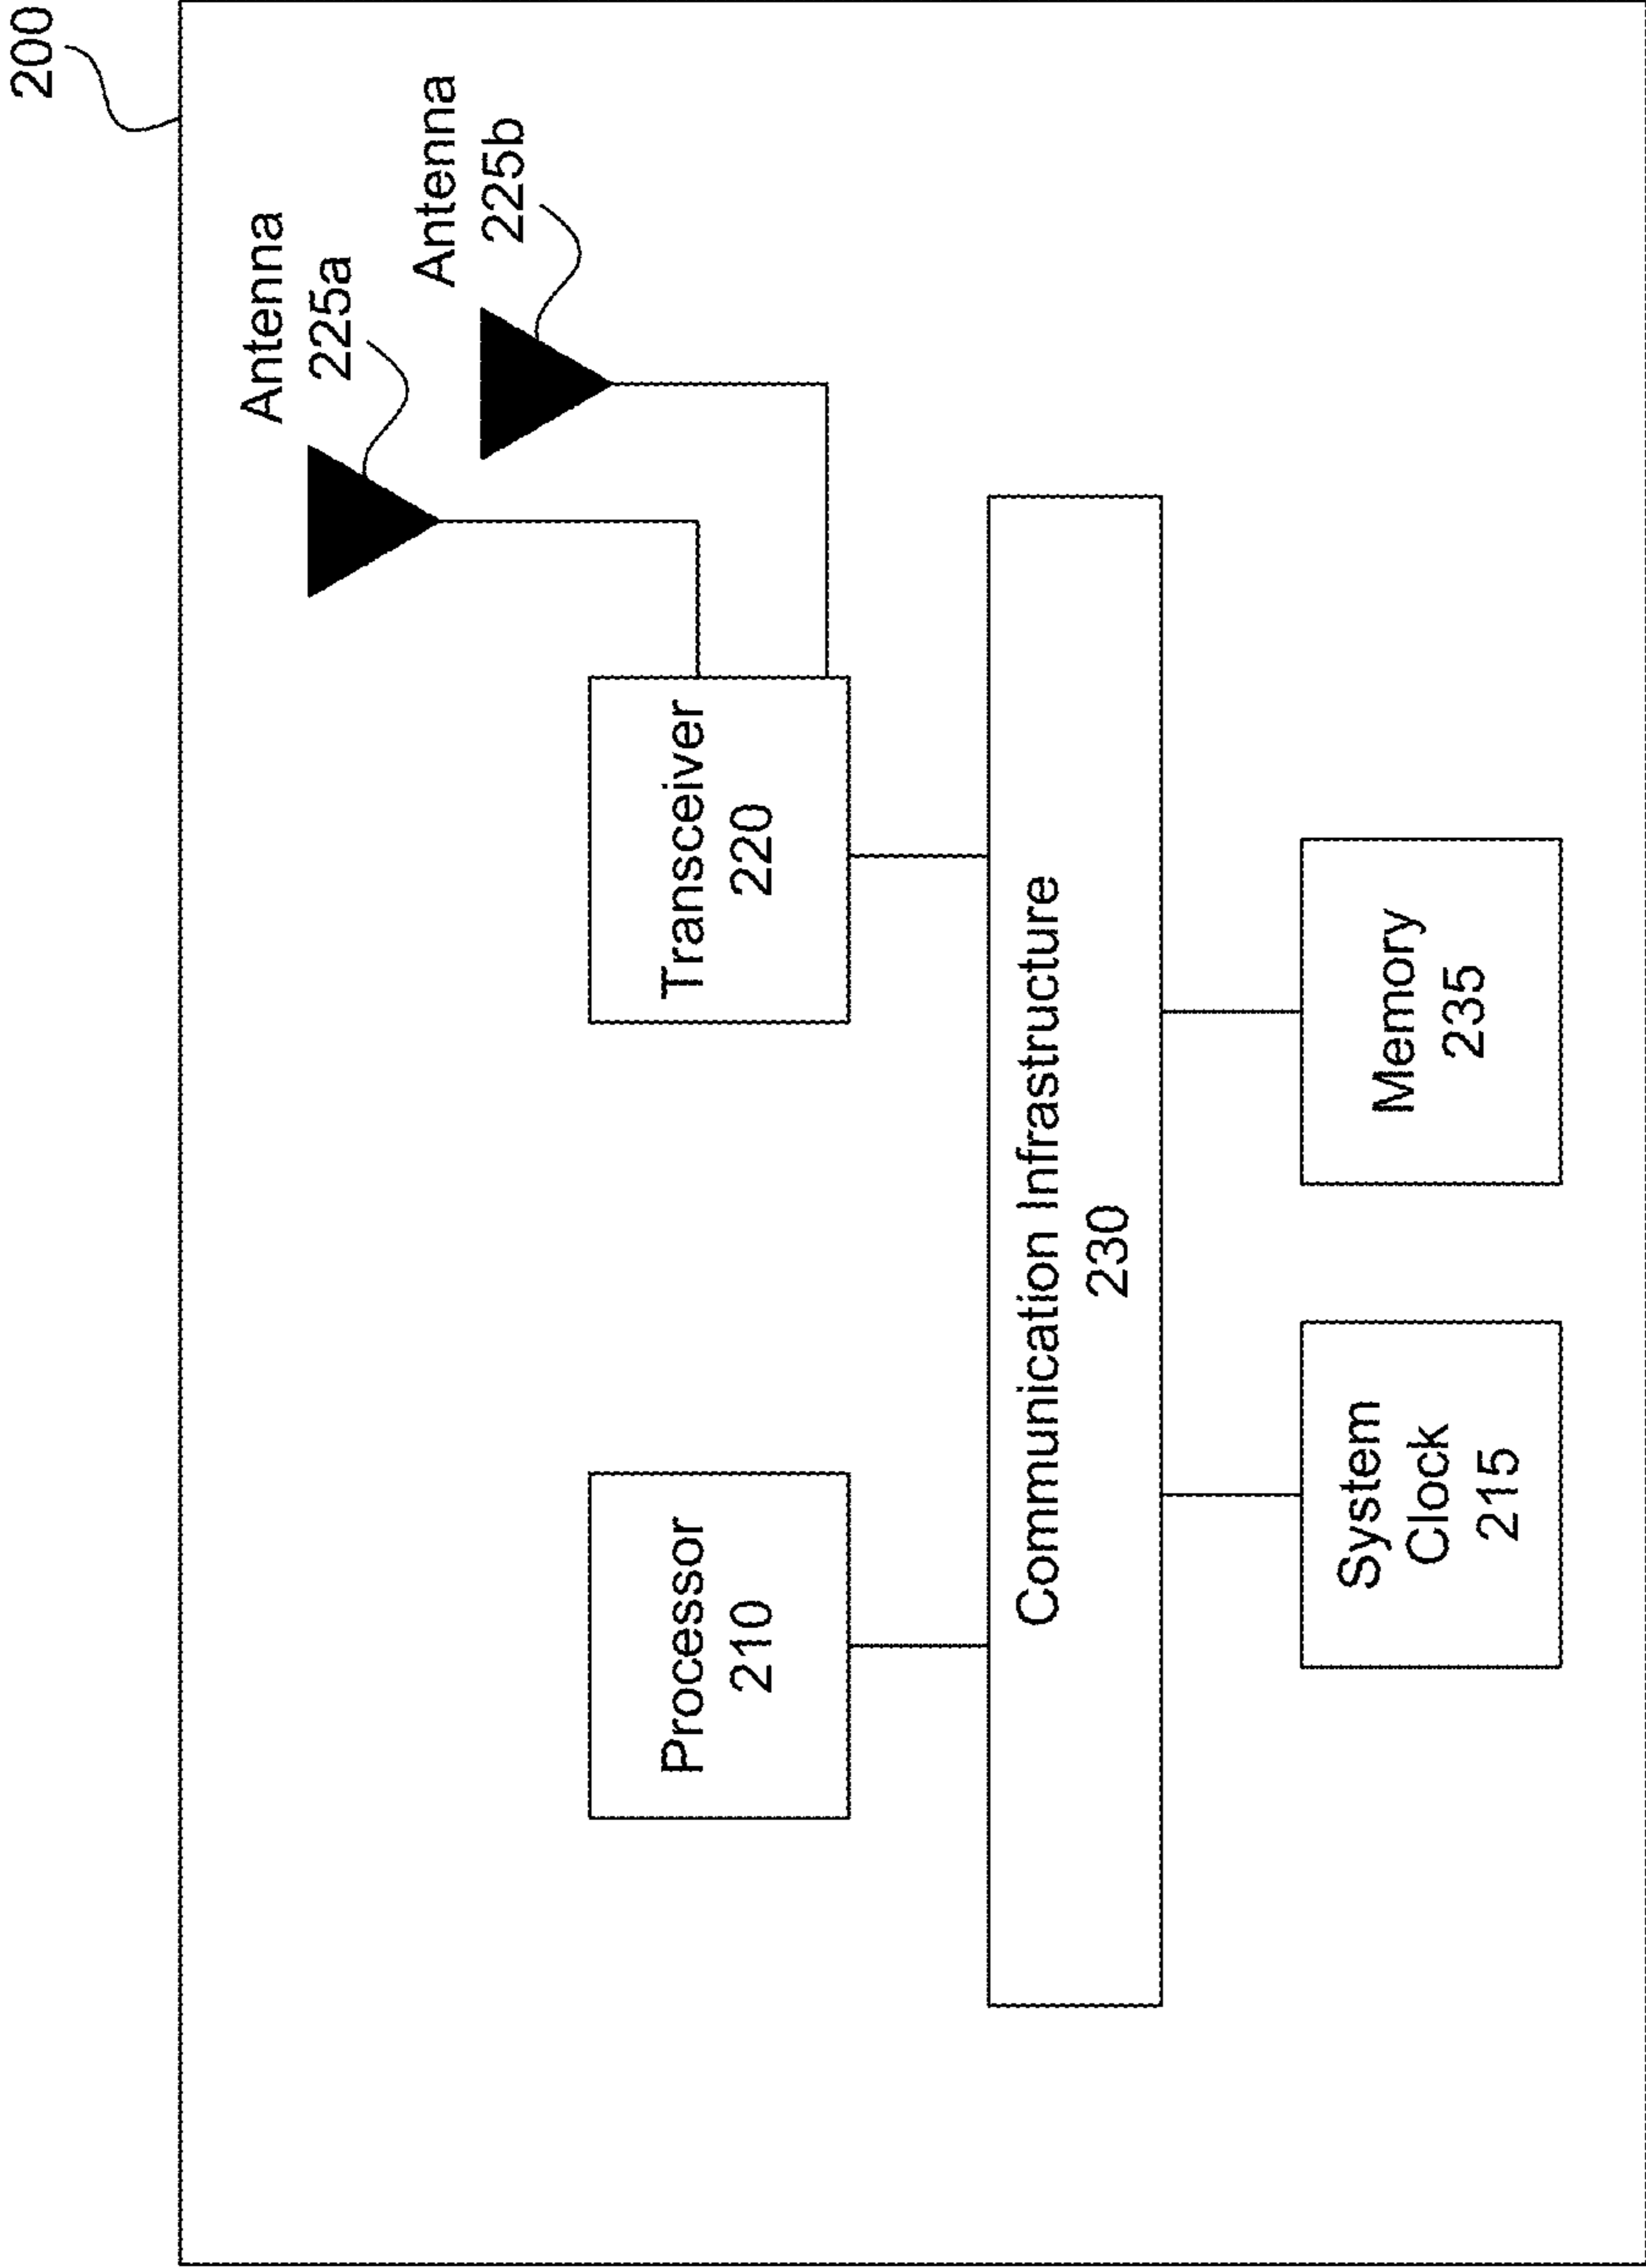 200
Antenna
225a
Antenna
225b
Processor
210
Transceiver
220
Communication Infrastructure
230
System
Clock
215
Memory
235